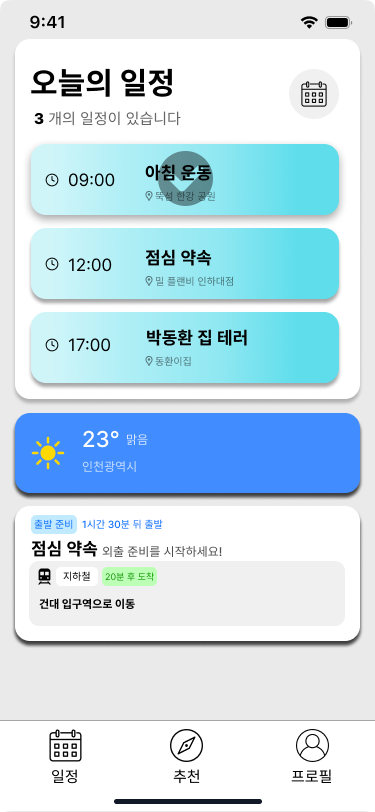 9:41
오늘의 일정
3 개의 일정이 있습니다
09:00
아침 운동
뚝섬 한강 공원
12:00
점심 약속
밀 플랜비 인하대점
17:00
박동환 집 테러
동환이집
23° 맑음
인천광역시
출발 준비 1시간 30분 뒤 출발
점심 약속 외출 준비를 시작하세요!
지하철 20분 후 도착
건대 입구역으로 이동
일정 추천 프로필